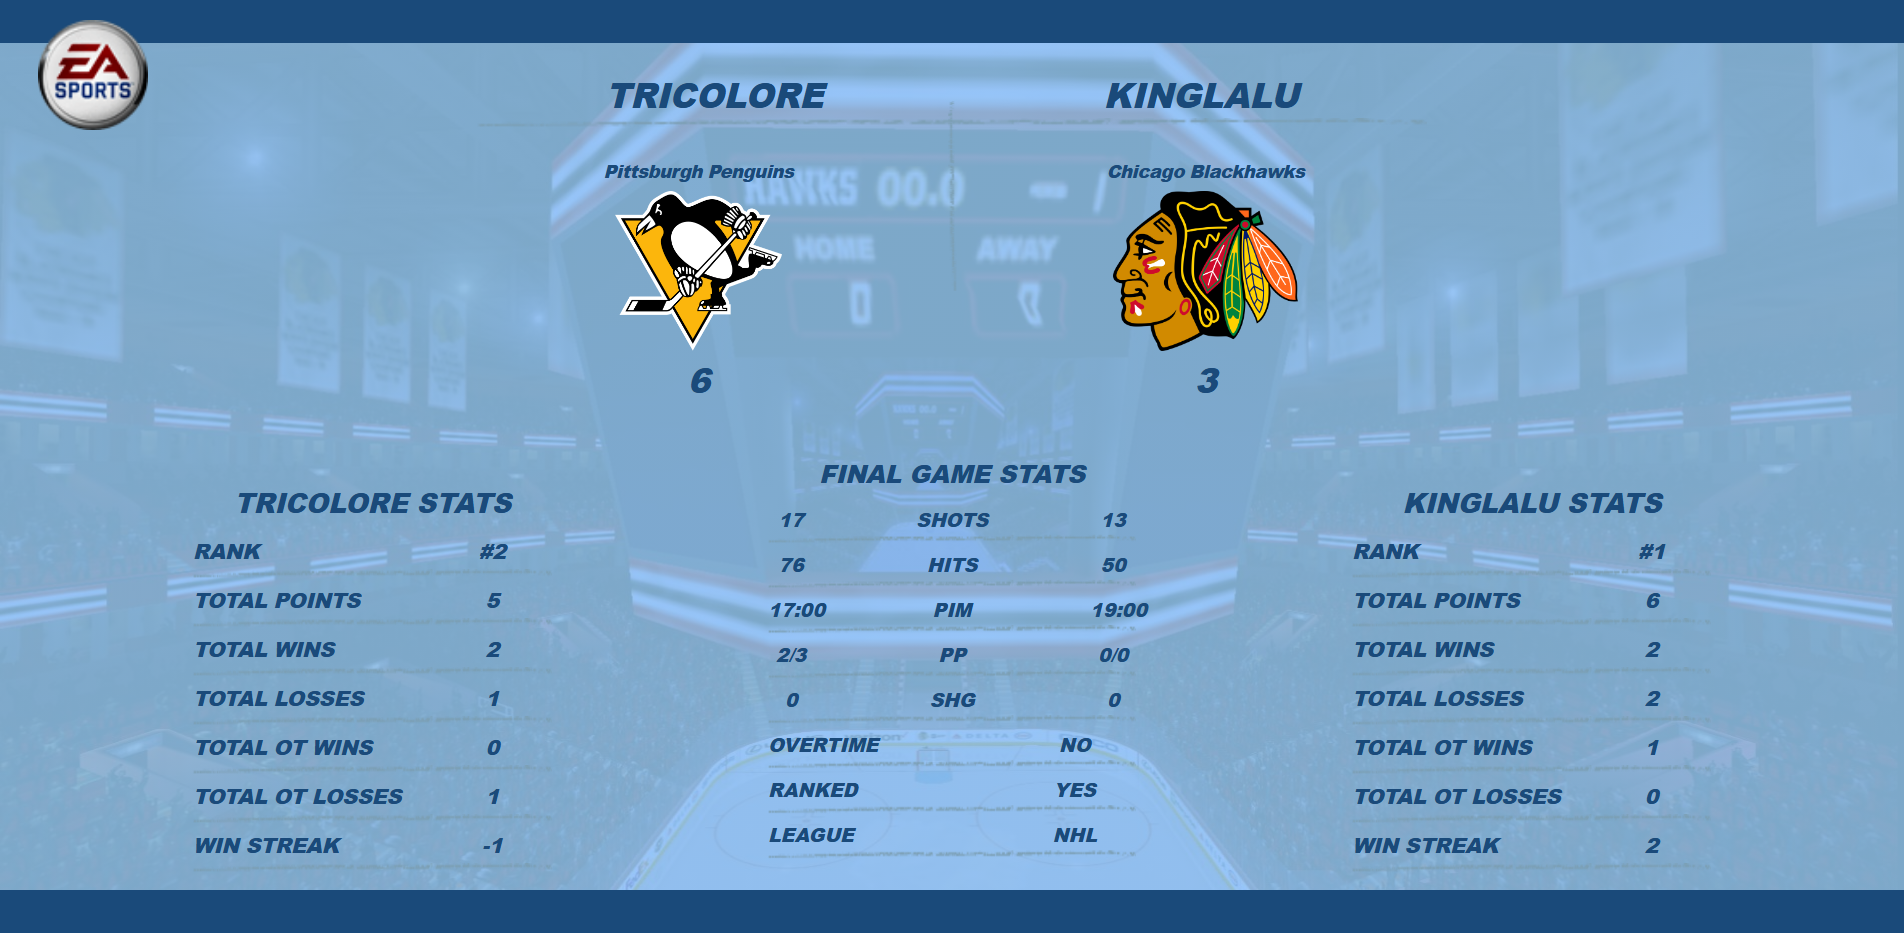 EA
SPORTS
TRICOLORE KINGLALU
Pittsburgh Penguins Chicago Blackhawks
HAWKS 00.0
HOME AWAY
0
6 3
FINAL GAME STATS
17 SHOTS 13
76 HITS 50
17:00 PIM 19:00
2/3 PP 0/0
0 SHG 0
OVERTIME NO
RANKED YES
LEAGUE NHL
TRICOLORE STATS
RANK #2
TOTAL POINTS 5
TOTAL WINS 2
TOTAL LOSSES 1
TOTAL OT WINS 0
TOTAL OT LOSSES 1
WIN STREAK -1
KINGLALU STATS
RANK #1
TOTAL POINTS 6
TOTAL WINS 2
TOTAL LOSSES 2
TOTAL OT WINS 1
TOTAL OT LOSSES 0
WIN STREAK 2